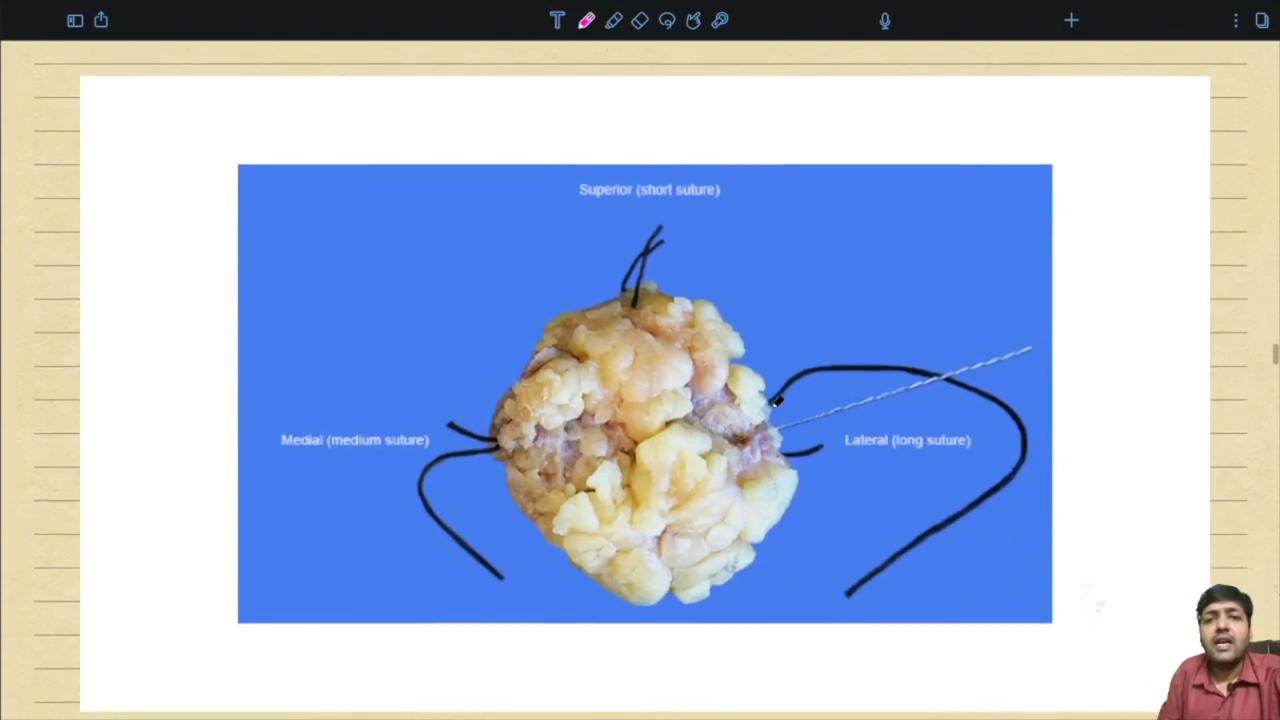 Superior (short suture)
Medial (medium suture)
Lateral (long suture)